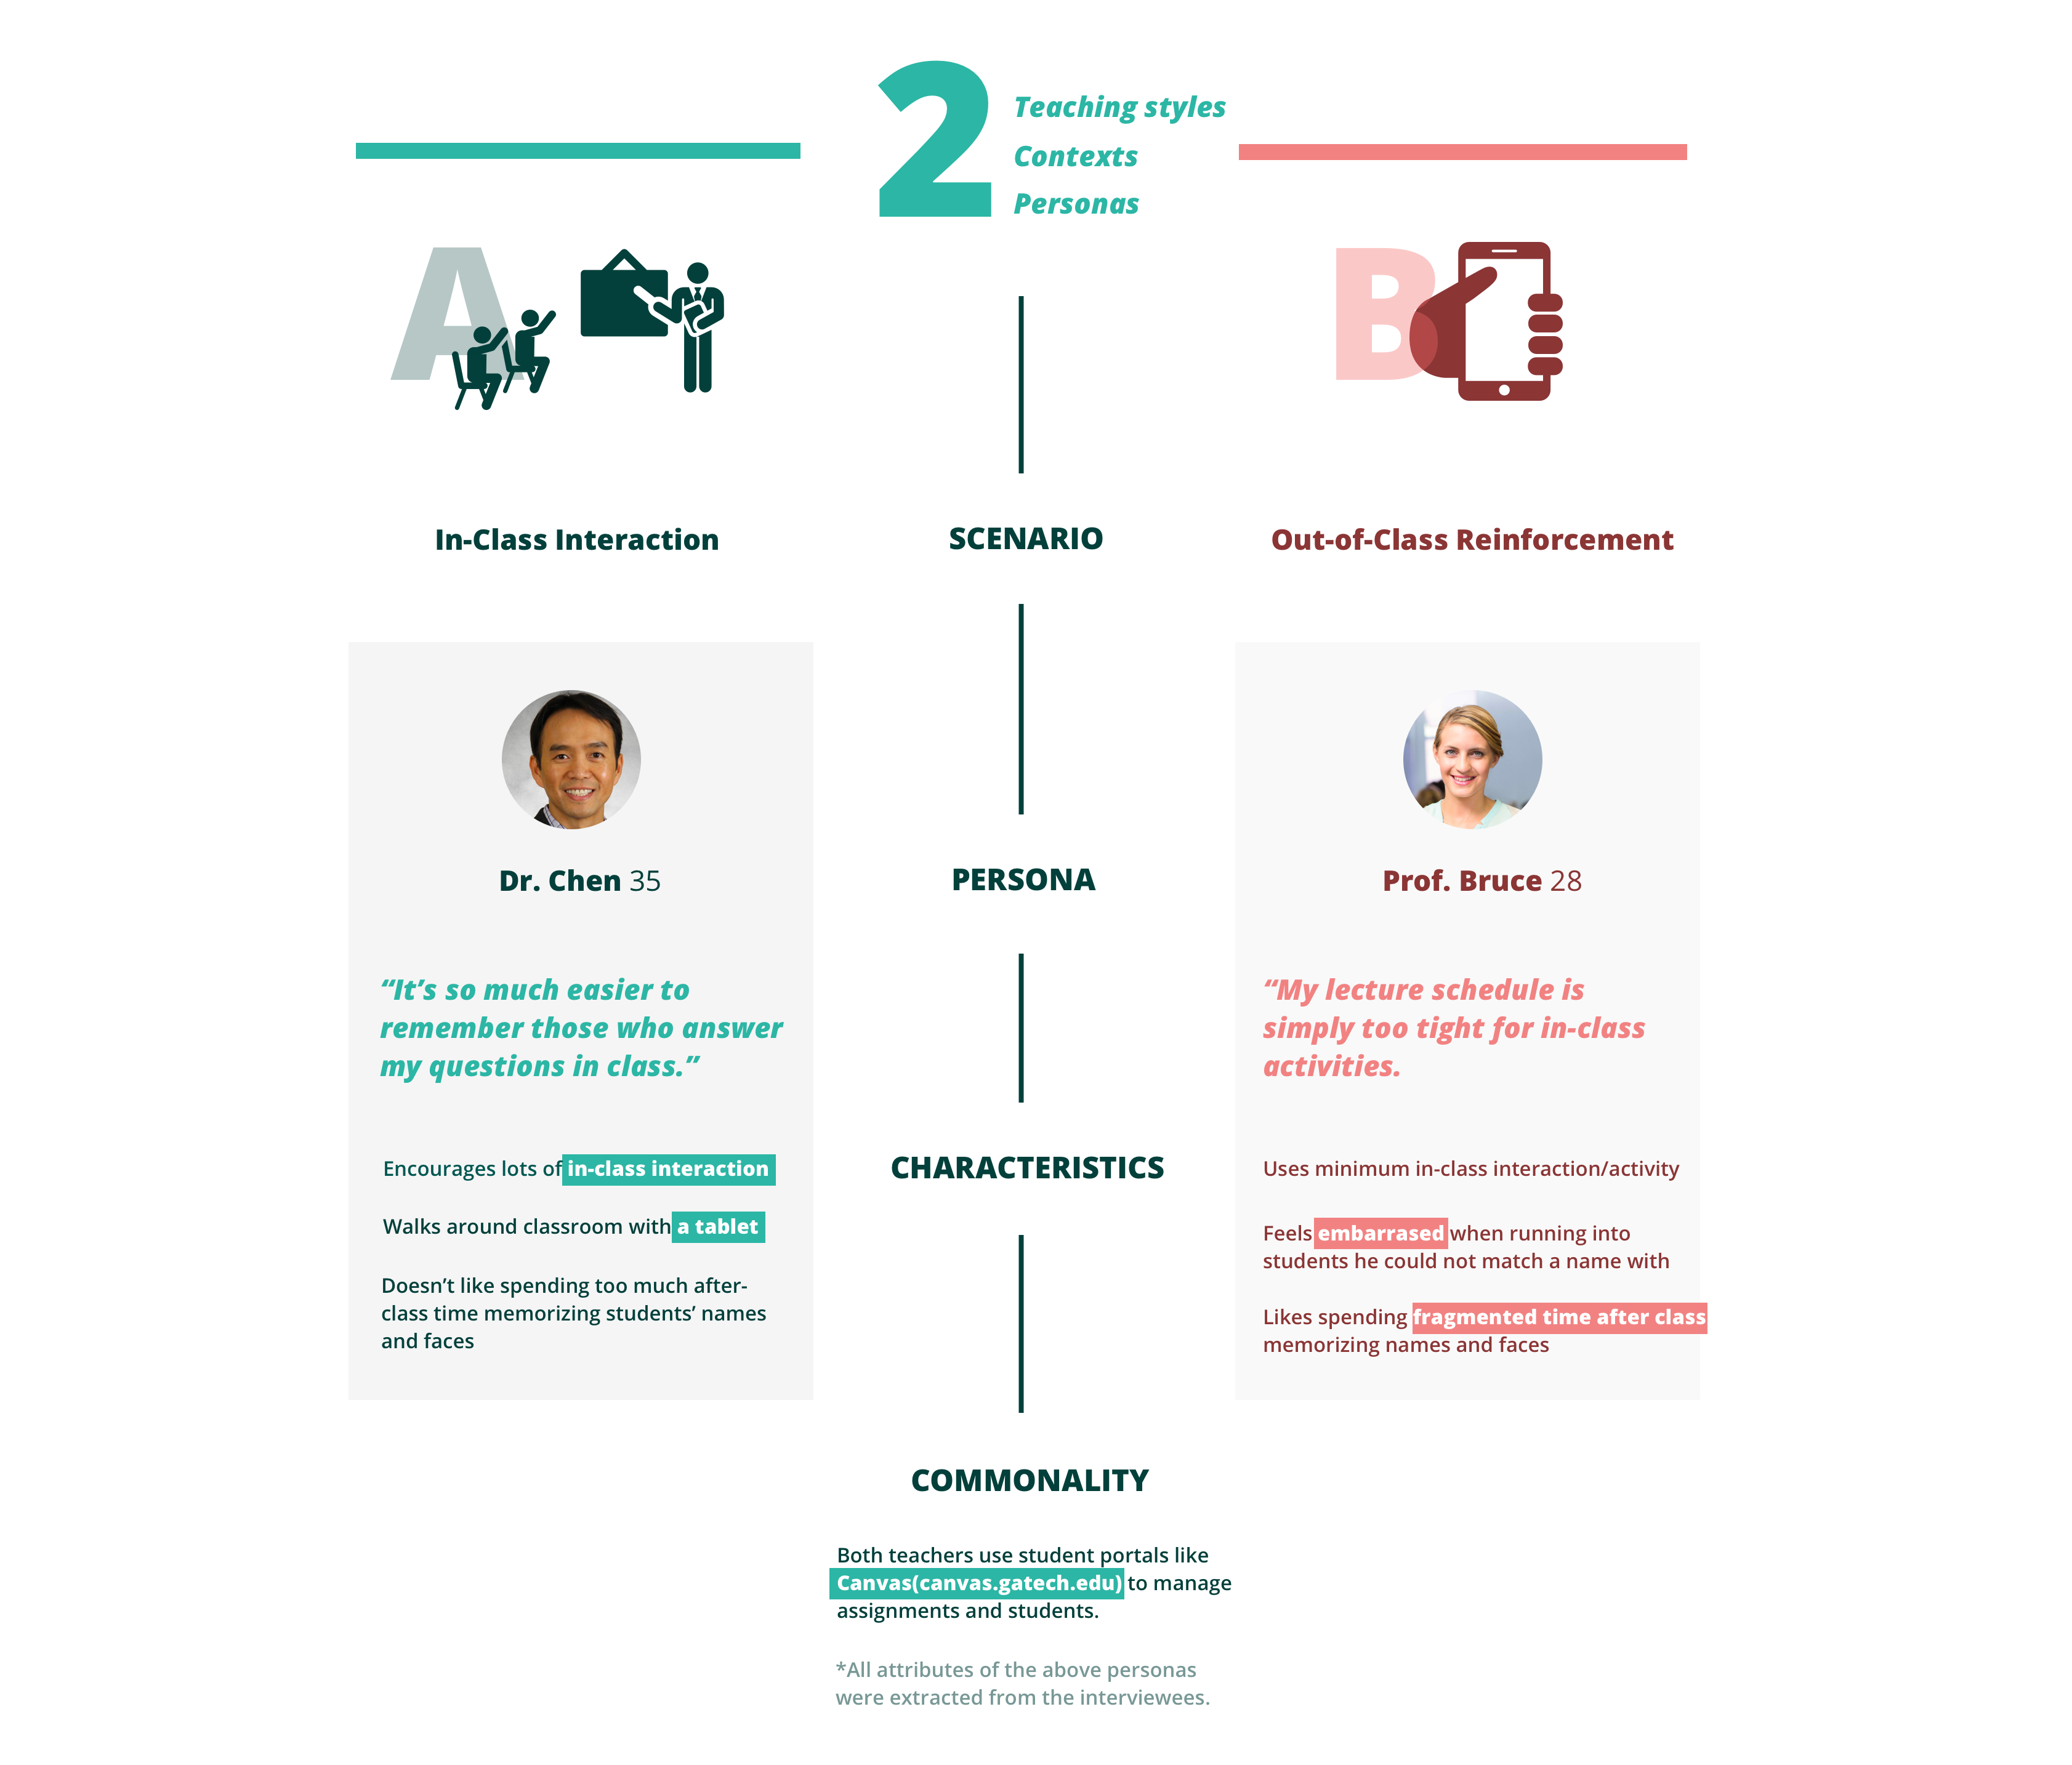 2
Teaching styles
Contexts
Personas
A
B
In-Class Interaction
SCENARIO
Out-of-Class Reinforcement
Dr. Chen 35
PERSONA
Prof. Bruce 28
“It’s so much easier to
remember those who answer
my questions in class.”
“My lecture schedule is
simply too tight for in-class
activities.
CHARACTERISTICS
Encourages lots of in-class interaction
Walks around classroom with a tablet
Doesn’t like spending too much after-
class time memorizing students’ names
and faces
Uses minimum in-class interaction/activity
Feels embarrased when running into
students he could not match a name with
Likes spending fragmented time after class
memorizing names and faces
COMMONALITY
Both teachers use student portals like
Canvas(canvas.gatech.edu) to manage
assignments and students.
*All attributes of the above personas
were extracted from the interviewees.